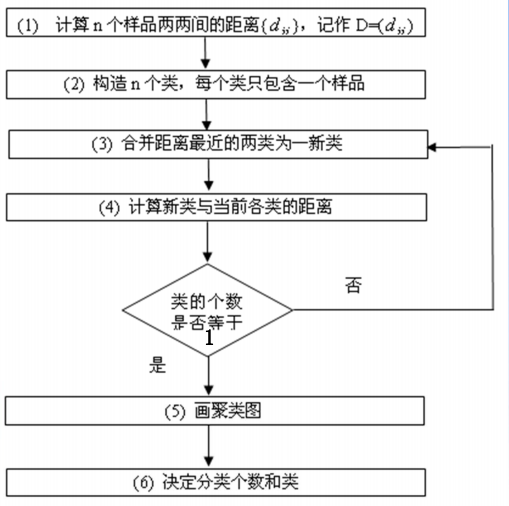 (1) 计算 n 个样品两两间的距离{d_ij}，记作 D=(d_ij)
(2) 构造 n 个类，每个类只包含一个样品
(3) 合并距离最近的两类为一新类
(4) 计算新类与当前各类的距离
类的个数
是否等于
1
否
是
(5) 画聚类图
(6) 决定分类个数和类